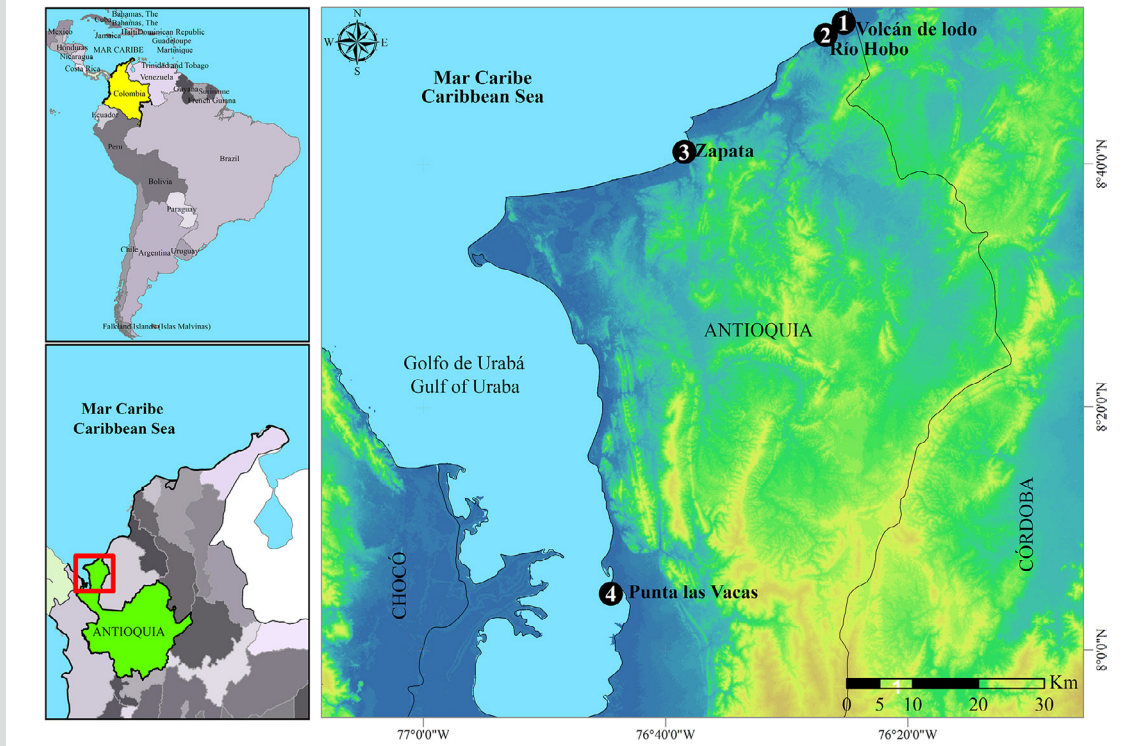 Bahamas, The
Cuba
Bahamas, The
Mexico
Jamaica
Haiti
Dominican Republic
Guadeloupe
Honduras
MAR CARIBE
Martinique
Nicaragua
Costa Rica
Trinidad and Tobago
Venezuela
Guyana
Suriname
Colombia
French Guiana
Ecuador
Peru
Brazil
Bolivia
Paraguay
Chile
Argentina
Uruguay
Falkland Islands (Islas Malvinas)
Mar Caribe
Caribbean Sea
ANTIOQUIA
N
W
E
S
Mar Caribe
Caribbean Sea
1
Volcán de lodo
2
Río Hobo
3
Zapata
ANTIOQUIA
Golfo de Urabá
Gulf of Uraba
CHOCÓ
CÓRDOBA
4
Punta las Vacas
Km
0 5 10 20 30
8°40'0"N
8°20'0"N
8°0'0"N
77°0'0"W
76°40'0"W
76°20'0"W